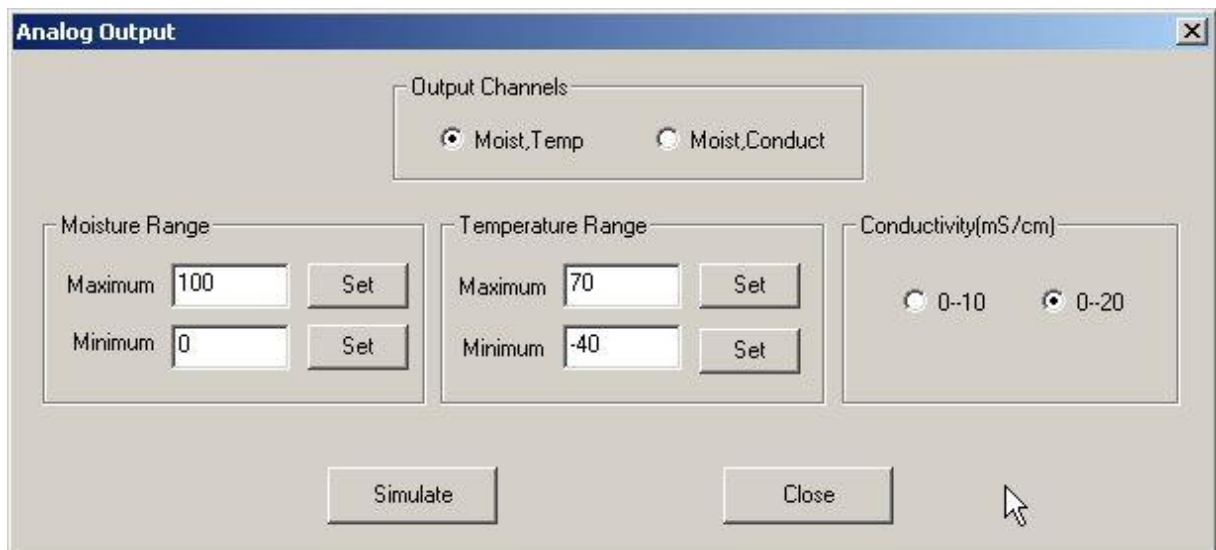 Analog Output
Output Channels
Moist,Temp Moist,Conduct
Moisture Range
Maximum 100 Set
Minimum 0 Set
Temperature Range
Maximum 70 Set
Minimum -40 Set
Conductivity(mS/cm)
0--10 0--20
Simulate Close